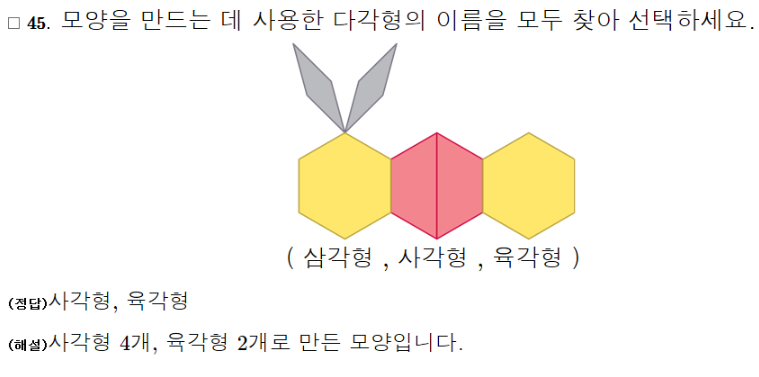 □ 45. 모양을 만드는 데 사용한 다각형의 이름을 모두 찾아 선택하세요.
( 삼각형 , 사각형 , 육각형 )
(정답)사각형, 육각형
(해설)사각형 4개, 육각형 2개로 만든 모양입니다.